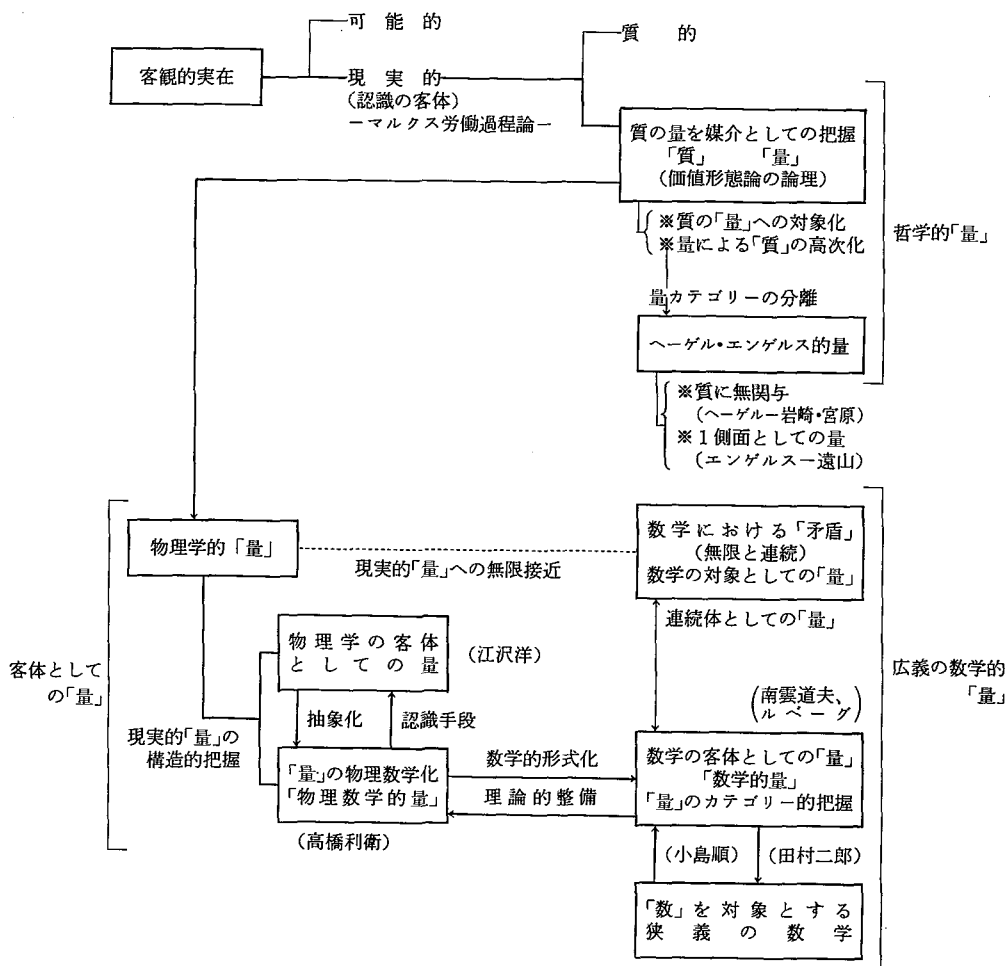 可能的
質的
客観的実在
現実的
(認識の客体)
ーマルクス労働過程論ー
質の量を媒介としての把握
「質」 「量」
(価値形態論の論理)
※質の「量」への対象化
※量による「質」の高次化
哲学的「量」
量カテゴリーの分離
ヘーゲル・エンゲルス的量
※質に無関与
(ヘーゲルー岩崎・宮原)
※1側面としての量
(エンゲルスー遠山)
物理学的「量」
現実的「量」への無限接近
数学における「矛盾」
(無限と連続)
数学の対象としての「量」
連続体としての「量」
物理学の客体
としての量
(江沢洋)
客体として
の「量」
広義の数学的
「量」
(南雲道夫、
ルベーグ)
抽象化
認識手段
現実的「量」の
構造的把握
「量」の物理数学化
「物理数学的量」
(高橋利衛)
数学的形式化
理論的整備
数学の客体としての「量」
「数学的量」
「量」のカテゴリー的把握
(小島順)
(田村二郎)
「数」を対象とする
狭義の数学